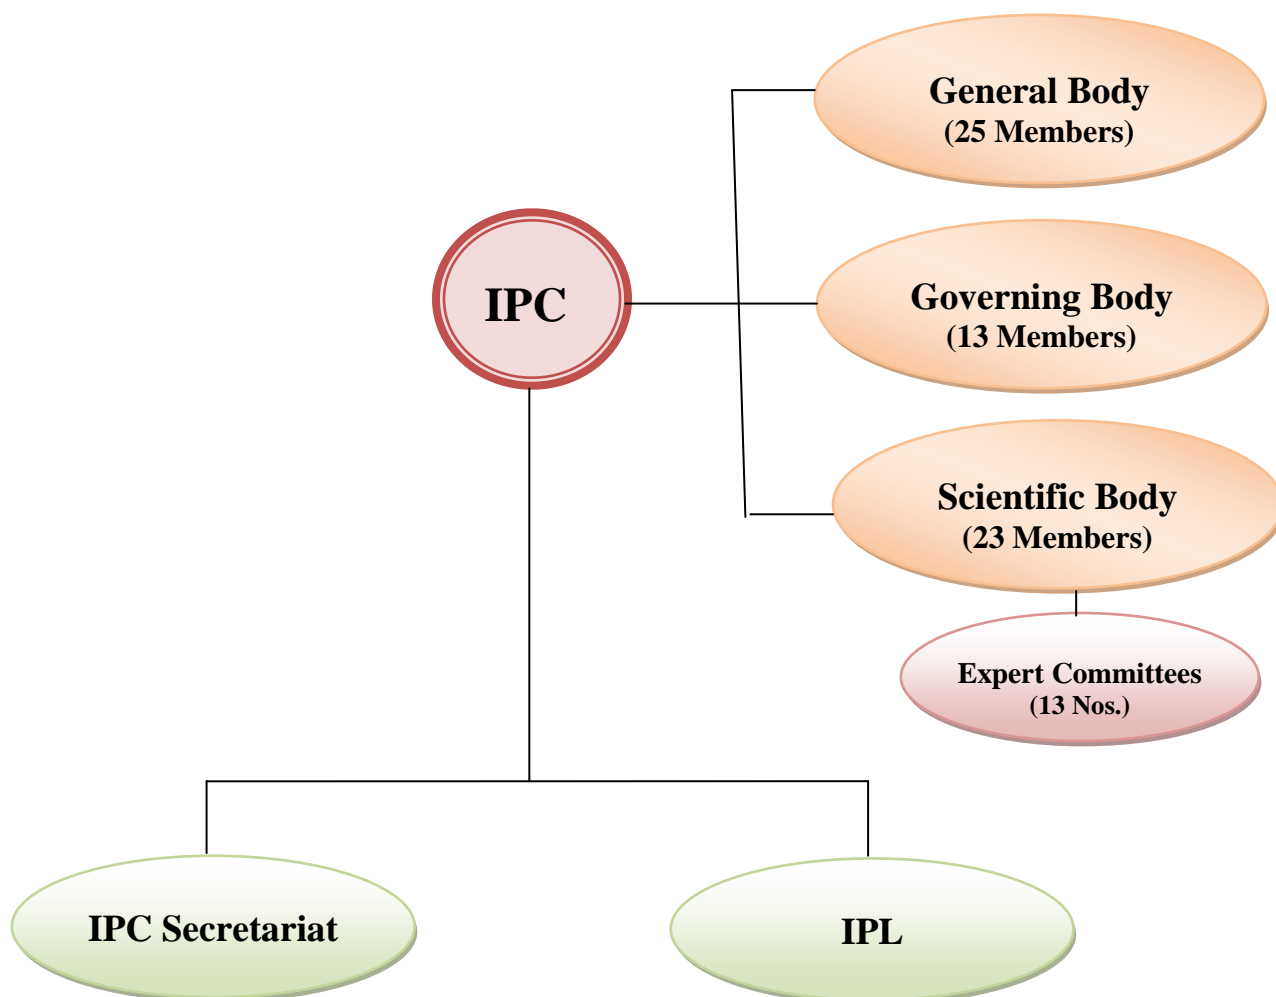 General Body
(25 Members)
IPC
Governing Body
(13 Members)
Scientific Body
(23 Members)
Expert Committees
(13 Nos.)
IPC Secretariat
IPL